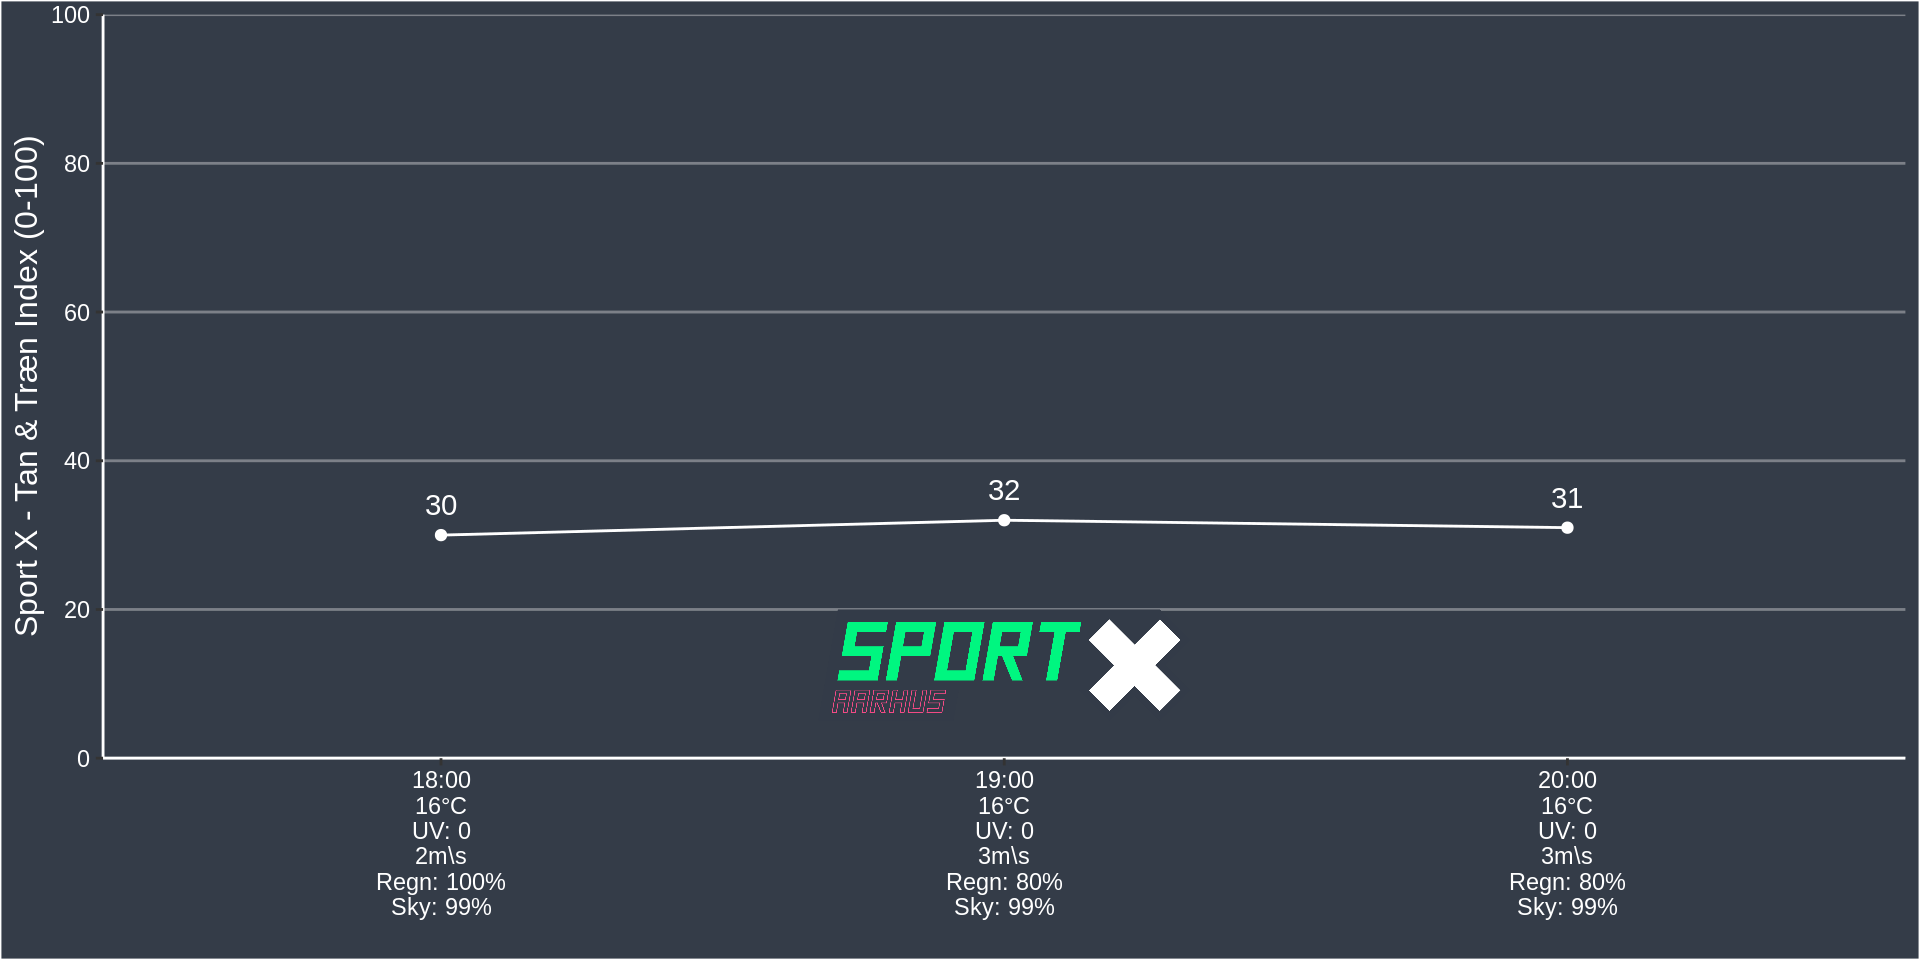 Sport X - Tan & Træn Index (0-100)
100
80
60
40
20
0
30
32
31
SPORT X
AARHUS
18:00
16°C
UV: 0
2m\s
Regn: 100%
Sky: 99%
19:00
16°C
UV: 0
3m\s
Regn: 80%
Sky: 99%
20:00
16°C
UV: 0
3m\s
Regn: 80%
Sky: 99%